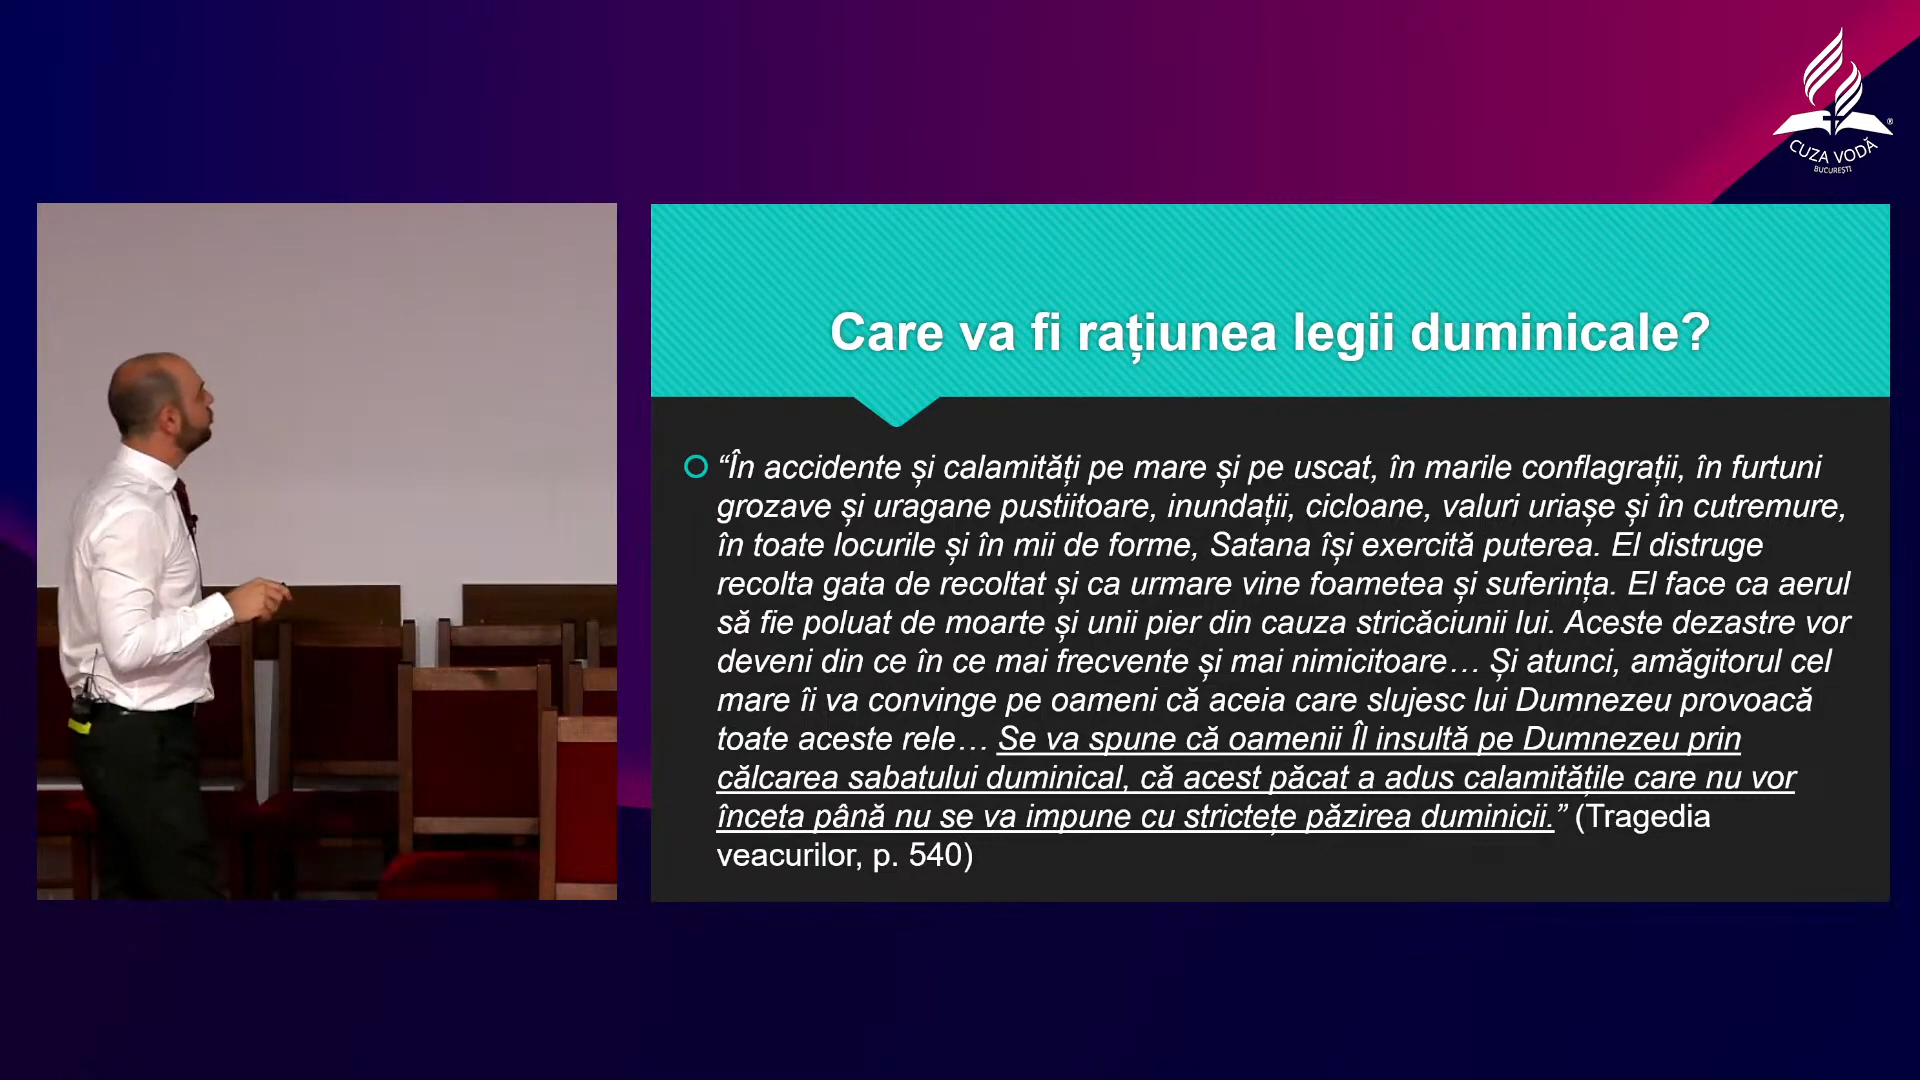 CUZA VODĂ
BUCUREȘTI
Care va fi rațiunea legii duminicale?
“În accidente și calamități pe mare și pe uscat, în marile conflagrații, în furtuni
grozave și uragane pustiitoare, inundații, cicloane, valuri uriașe și în cutremure,
în toate locurile și în mii de forme, Satana își exercită puterea. El distruge
recolta gata de recoltat și ca urmare vine foametea și suferința. El face ca aerul
să fie poluat de moarte și unii pier din cauza stricăciunii lui. Aceste dezastre vor
deveni din ce în ce mai frecvente și mai nimicitoare… Și atunci, amăgitorul cel
mare îi va convinge pe oameni că aceia care slujesc lui Dumnezeu provoacă
toate aceste rele… Se va spune că oamenii Îl insultă pe Dumnezeu prin
călcarea sabatului duminical, că acest păcat a adus calamitățile care nu vor
înceta până nu se va impune cu strictețe păzirea duminicii.” (Tragedia
veacurilor, p. 540)